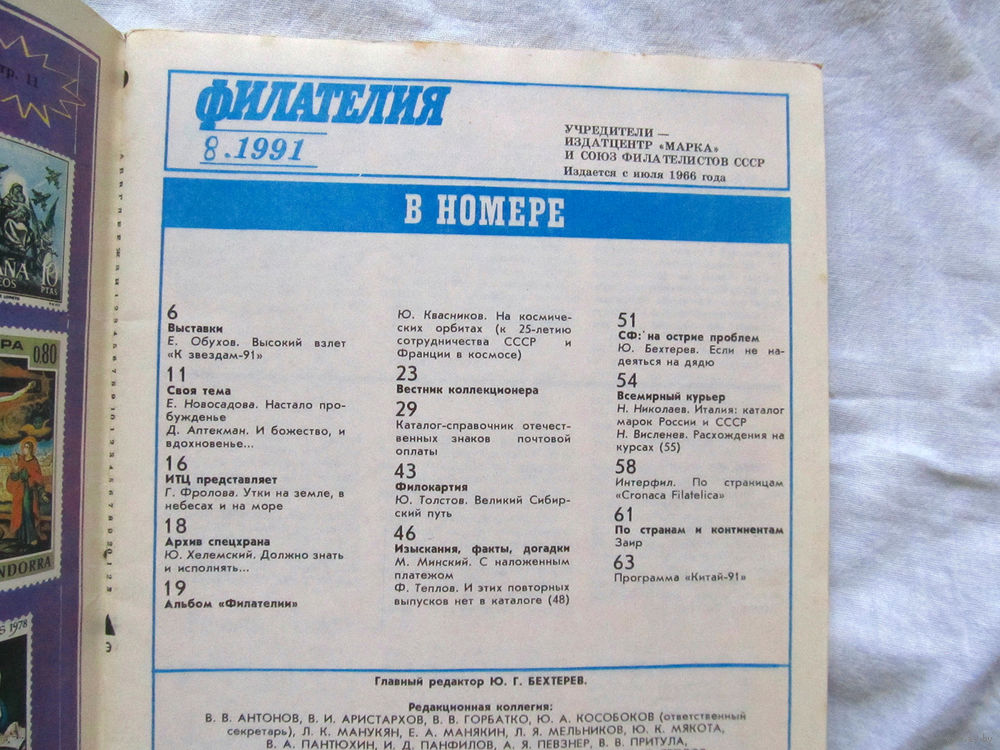 тр. 11
10
PTAS
0.80
NDORRA
S 1978
ФИЛАТЕЛИЯ
8.1991
УЧРЕДИТЕЛИ —
ИЗДАТЦЕНТР «МАРКА»
И СОЮЗ ФИЛАТЕЛИСТОВ СССР
Издается с июля 1966 года
В НОМЕРЕ
6
Выставки
Е. Обухов. Высокий взлет
«К звездам-91»
11
Своя тема
Е. Новосадова. Настало про-
бужденье
Д. Аптекман. И божество, и
вдохновенье...
16
ИТЦ представляет
Г. Фролова. Утки на земле, в
небесах и на море
18
Архив спецхрана
Ю. Хелемский. Должно знать
и исполнять...
19
Альбом «Филателии»
Ю. Квасников. На космиче-
ских орбитах (к 25-летию
сотрудничества СССР и
Франции в космосе)
23
Вестник коллекционера
29
Каталог-справочник отечест-
венных знаков почтовой
оплаты
43
Филокартия
Ю. Толстов. Великий Сибир-
ский путь
46
Изыскания, факты, догадки
М. Минский. С наложенным
платежом
Ф. Теплов. И этих повторных
выпусков нет в каталоге (48)
51
СФ: на острие проблем
Ю. Бехтерев. Если не на-
деяться на дядю
54
Всемирный курьер
Н. Николаев. Италия: каталог
марок России и СССР
Н. Висленев. Расхождения на
курсах (55)
58
Интерфил. По страницам
«Cronaca Filatelica»
61
По странам и континентам
Заир
63
Программа «Китай-91»
Главный редактор Ю. Г. БЕХТЕРЕВ.
Редакционная коллегия:
В. В. АНТОНОВ, В. И. АРИСТАРХОВ, В. В. ГОРБАТКО, Ю. А. КОСОБОКОВ (ответственный
секретарь), Л. К. МАНУКЯН, Е. А. МАНЯКИН, Л. Я. МЕЛЬНИКОВ, Ю. К. МЯКОТА,
В. А. ПАНТЮХИН, И. Д. ПАНФИЛОВ, А. Я. ПЕВЗНЕР, В. В. ПРИТУЛА,